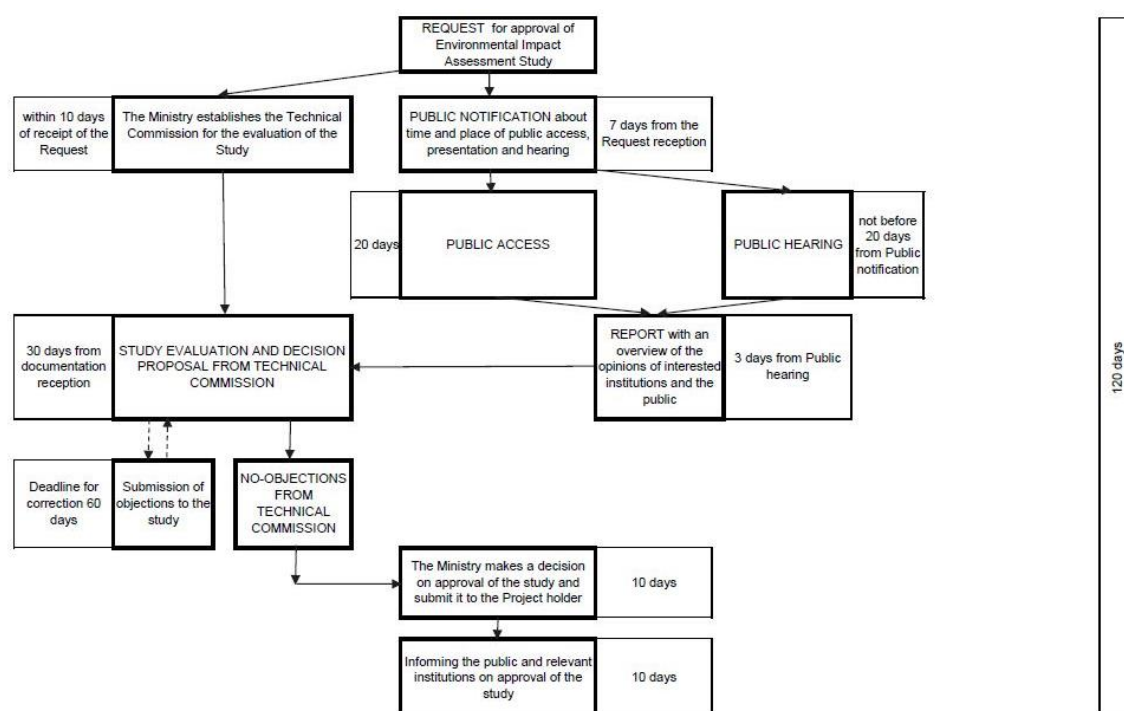 REQUEST for approval of
Environmental Impact
Assessment Study
within 10 days
of receipt of the
Request
The Ministry establishes the Technical
Commission for the evaluation of the
Study
PUBLIC NOTIFICATION about
time and place of public access,
presentation and hearing
7 days from the
Request reception
20 days
PUBLIC ACCESS
PUBLIC HEARING
not before
20 days
from Public
notification
30 days from
documentation
reception
STUDY EVALUATION AND DECISION
PROPOSAL FROM TECHNICAL
COMMISSION
REPORT with an
overview of the
opinions of interested
institutions and the
public
3 days from Public
hearing
120 days
Deadline for
correction 60
days
Submission of
objections to the
study
NO-OBJECTIONS
FROM
TECHNICAL
COMMISSION
The Ministry makes a decision
on approval of the study and
submit it to the Project holder
10 days
Informing the public and relevant
institutions on approval of the
study
10 days